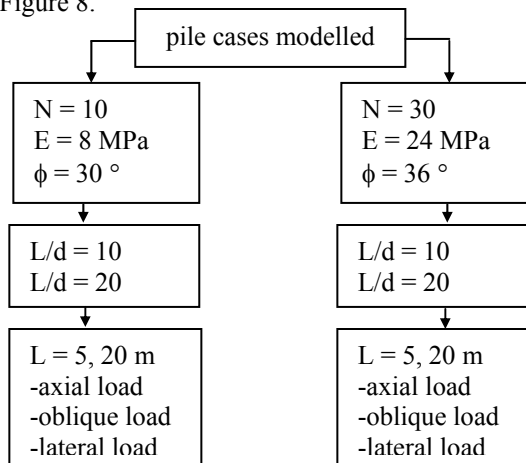 Figure 8.
pile cases modelled
N = 10
E = 8 MPa
ϕ = 30 °
N = 30
E = 24 MPa
ϕ = 36 °
L/d = 10
L/d = 20
L/d = 10
L/d = 20
L = 5, 20 m
-axial load
-oblique load
-lateral load
L = 5, 20 m
-axial load
-oblique load
-lateral load